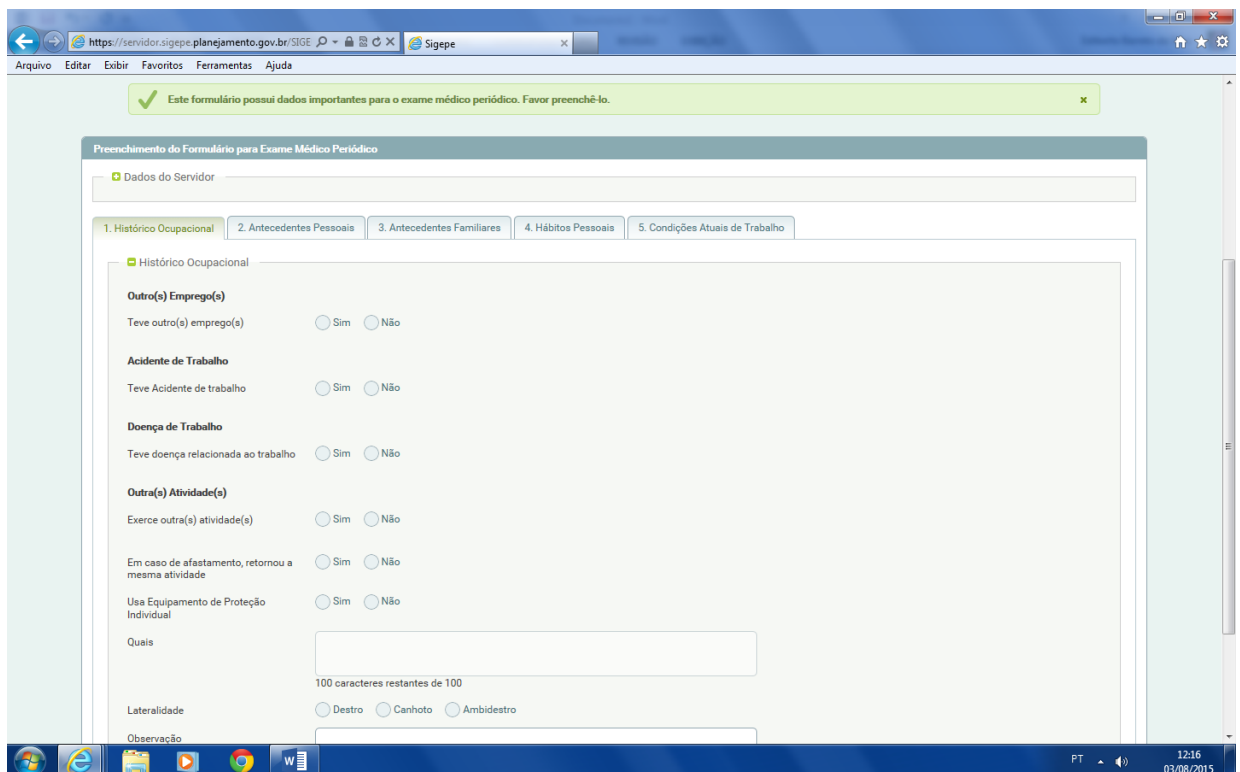 https://servidor.sigepe.planejamento.gov.br/SIGE
Sigepe
Arquivo Editar Exibir Favoritos Ferramentas Ajuda
Este formulário possui dados importantes para o exame médico periódico. Favor preenchê-lo.
Preenchimento do Formulário para Exame Médico Periódico
Dados do Servidor
1. Histórico Ocupacional 2. Antecedentes Pessoais 3. Antecedentes Familiares 4. Hábitos Pessoais 5. Condições Atuais de Trabalho
Histórico Ocupacional
Outro(s) Emprego(s)
Teve outro(s) emprego(s) Sim Não
Acidente de Trabalho
Teve Acidente de trabalho Sim Não
Doença de Trabalho
Teve doença relacionada ao trabalho Sim Não
Outra(s) Atividade(s)
Exerce outra(s) atividade(s) Sim Não
Em caso de afastamento, retornou a Sim Não
mesma atividade
Usa Equipamento de Proteção Sim Não
Individual
Quais
100 caracteres restantes de 100
Lateralidade Destro Canhoto Ambidestro
Observação
PT 12:16
03/08/2015